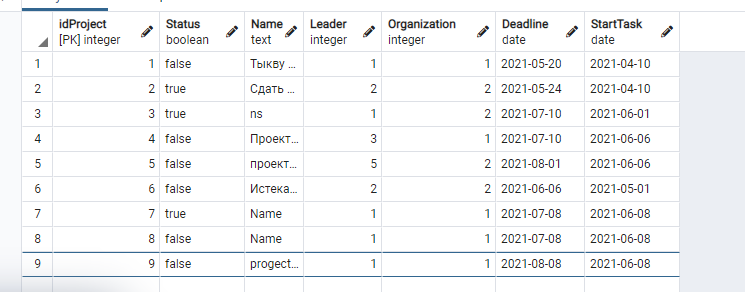 idProject Status Name Leader Organization Deadline StartTask
[PK] integer boolean text integer integer date date
1 1 false Тыкву ... 1 1 2021-05-20 2021-04-10
2 2 true Сдать ... 2 2 2021-05-24 2021-04-10
3 3 true ns 1 2 2021-07-10 2021-06-01
4 4 false Проект... 3 1 2021-07-10 2021-06-06
5 5 false проект... 5 2 2021-08-01 2021-06-06
6 6 false Истека... 2 2 2021-06-06 2021-05-01
7 7 true Name 1 1 2021-07-08 2021-06-08
8 8 false Name 1 1 2021-07-08 2021-06-08
9 9 false progect... 1 1 2021-08-08 2021-06-08